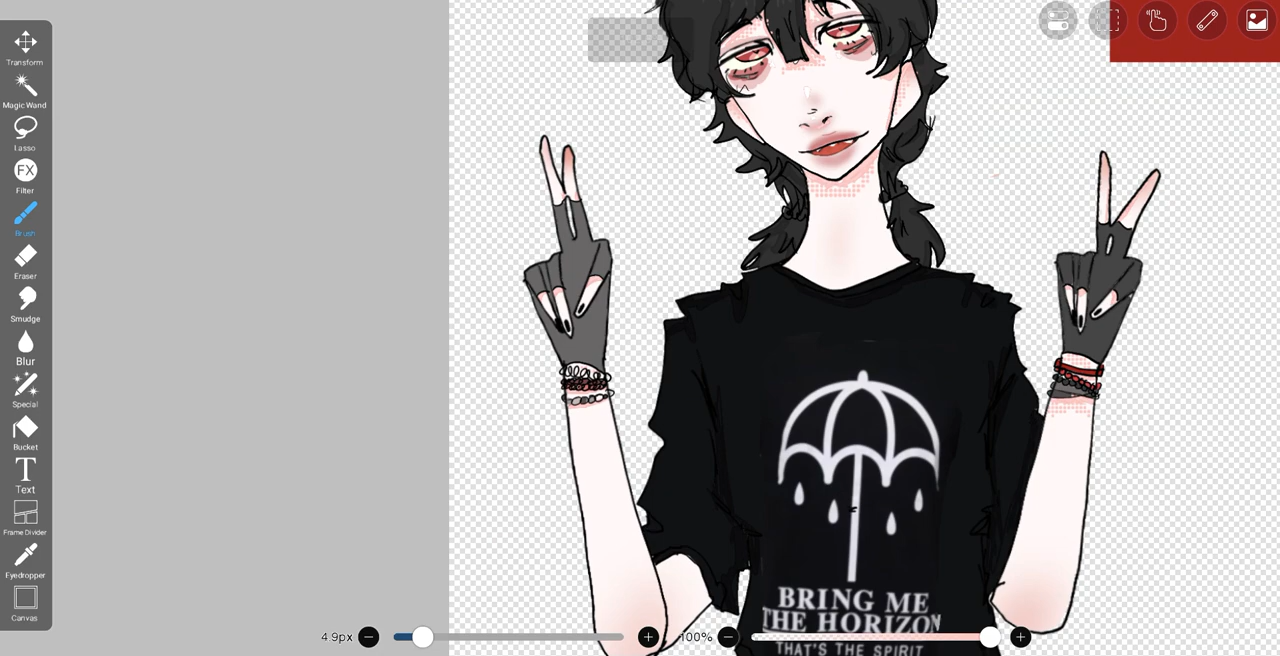 Transform
Magic Wand
Lasso
FX
Filter
Brush
Eraser
Smudge
Blur
Special
Bucket
T
Text
Frame Divider
Eyedropper
Canvas
BRING ME
THE HORIZON
THAT'S THE SPIRIT
4.9px
100%